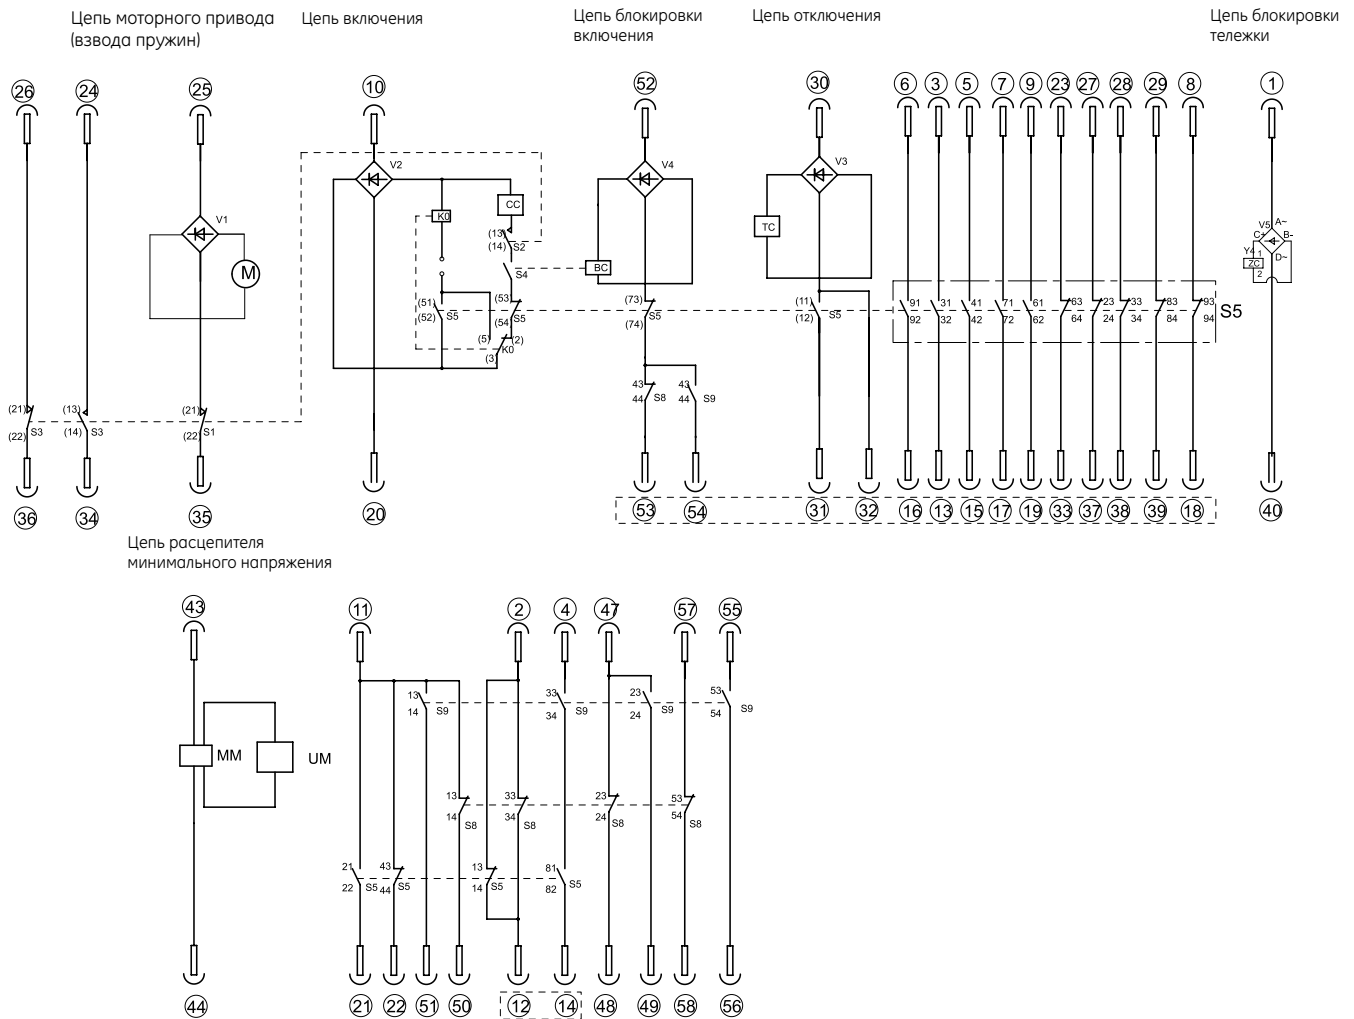 Цепь моторного привода
(взвода пружин)
Цепь включения
Цепь блокировки
включения
Цепь отключения
Цепь блокировки
тележки
26 24 25 10 52 30 6 3 5 7 9 23 27 28 29 8 1
V2 V4 V3
CC
K0
(13)
(14) S2
TC
V1
V5 A~
C+ B-
Y4 1 D~
ZC
2
M
S4
BC
(51) (53) (73) (11) 91 31 41 71 61 63 23 33 83 93
(52) S5 (54) S5 S5 (12) S5 92 32 42 72 62 64 24 34 84 94 S5
(74)
(5) (2)
K0
(3)
43 43
44 S8 44 S9
(21) (13) (21)
(22) S3 (14) S3 (22) S1
36 34 35 20 53 54 31 32 16 13 15 17 19 33 37 38 39 18 40
Цепь расцепителя
минимального напряжения
43 11 2 4 47 57 55
13 33 23 53
14 S9 34 24 S9 54 S9
MM UM
13 33 23 53
14 S8 34 S8 24 S8 54 S8
21 43 13 81
22 S5 44 S5 14 S5 82 S5
44 21 22 51 50 12 14 48 49 58 56